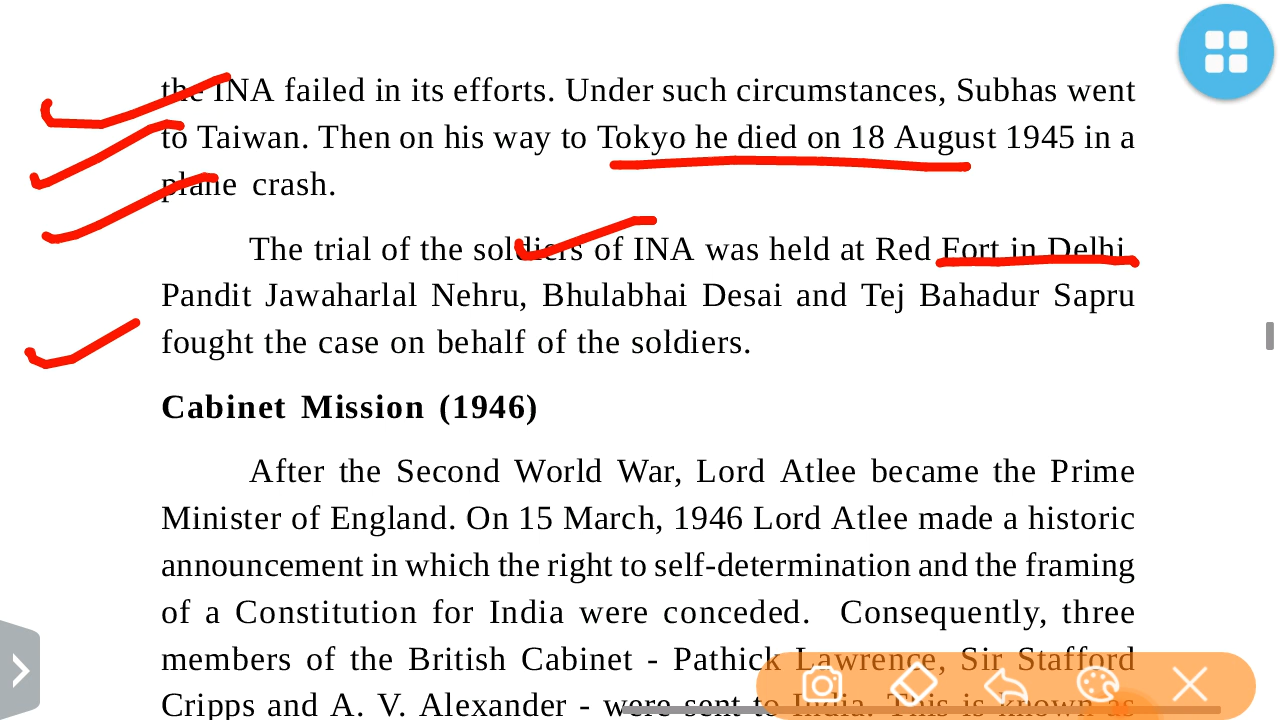 the INA failed in its efforts. Under such circumstances, Subhas went
to Taiwan. Then on his way to Tokyo he died on 18 August 1945 in a
plane crash.
The trial of the soldiers of INA was held at Red Fort in Delhi.
Pandit Jawaharlal Nehru, Bhulabhai Desai and Tej Bahadur Sapru
fought the case on behalf of the soldiers.
Cabinet Mission (1946)
After the Second World War, Lord Atlee became the Prime
Minister of England. On 15 March, 1946 Lord Atlee made a historic
announcement in which the right to self-determination and the framing
of a Constitution for India were conceded. Consequently, three
members of the British Cabinet - Pathick Lawrence, Sir Stafford
Cripps and A. V. Alexander - were sent to India. This is known as